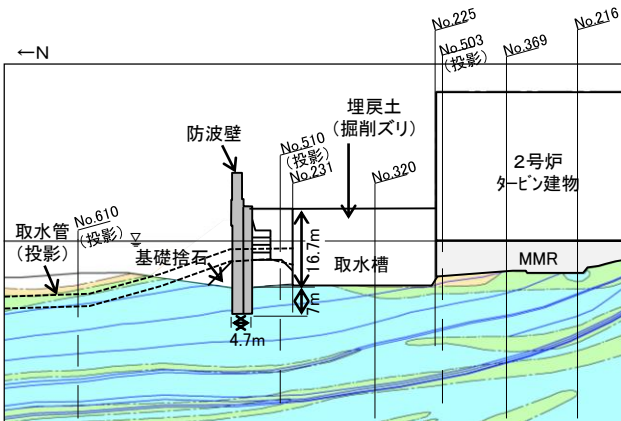 No.225
No.216
No.503
(投影)
No.369
←N
埋戻土
(掘削ズリ)
防波壁
No.510
(投影)
No.231
No.320
2号炉
タービン建物
取水管
(投影)
No.610
(投影)
▽
基礎捨石
16.7m
取水槽
MMR
7m
4.7m